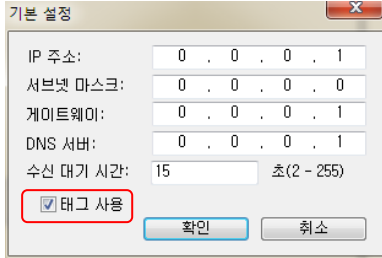 기본 설정
IP 주소: 0 . 0 . 0 . 1
서브넷 마스크: 0 . 0 . 0 . 0
게이트웨이: 0 . 0 . 0 . 1
DNS 서버: 0 . 0 . 0 . 1
수신 대기 시간: 15 초(2 - 255)
태그 사용
확인 취소